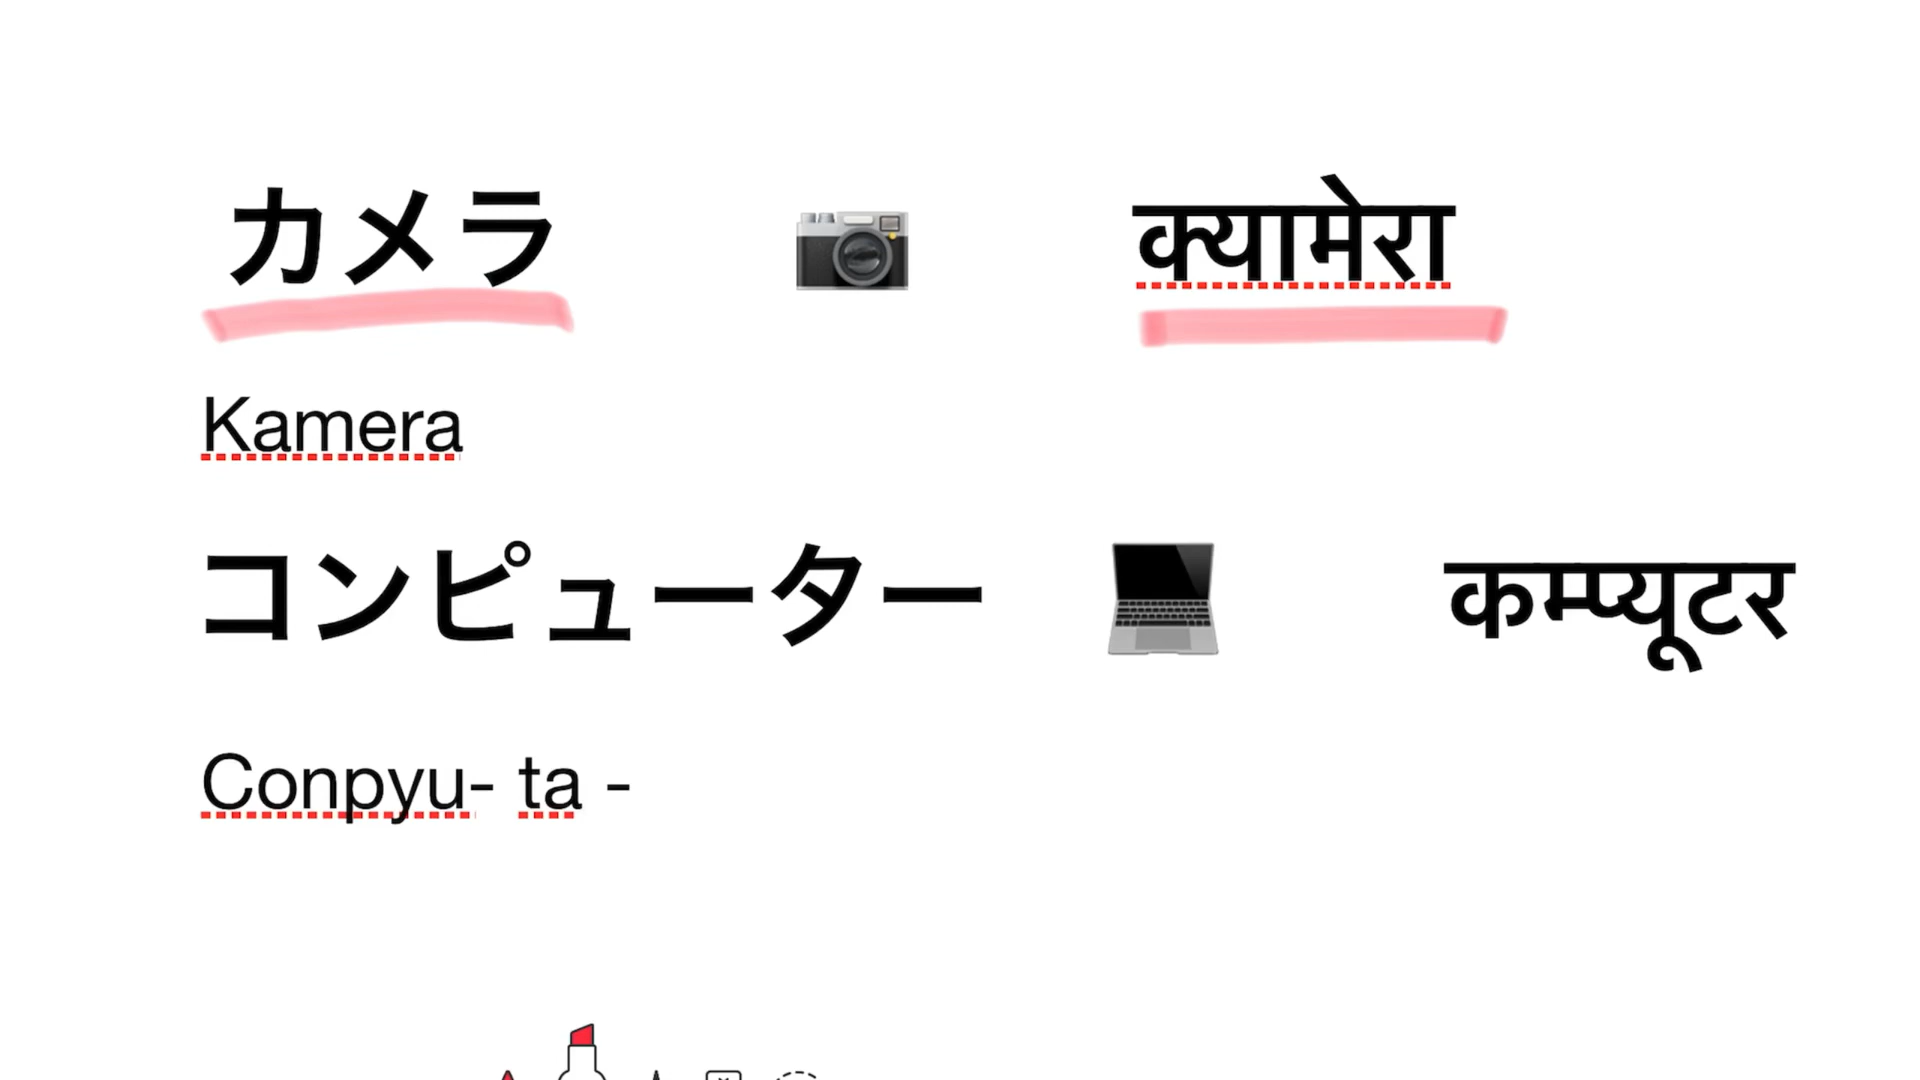 カメラ 📷 क्यामेरा
Kamera
コンピューター 💻 कम्प्यूटर
Conpyu- ta -